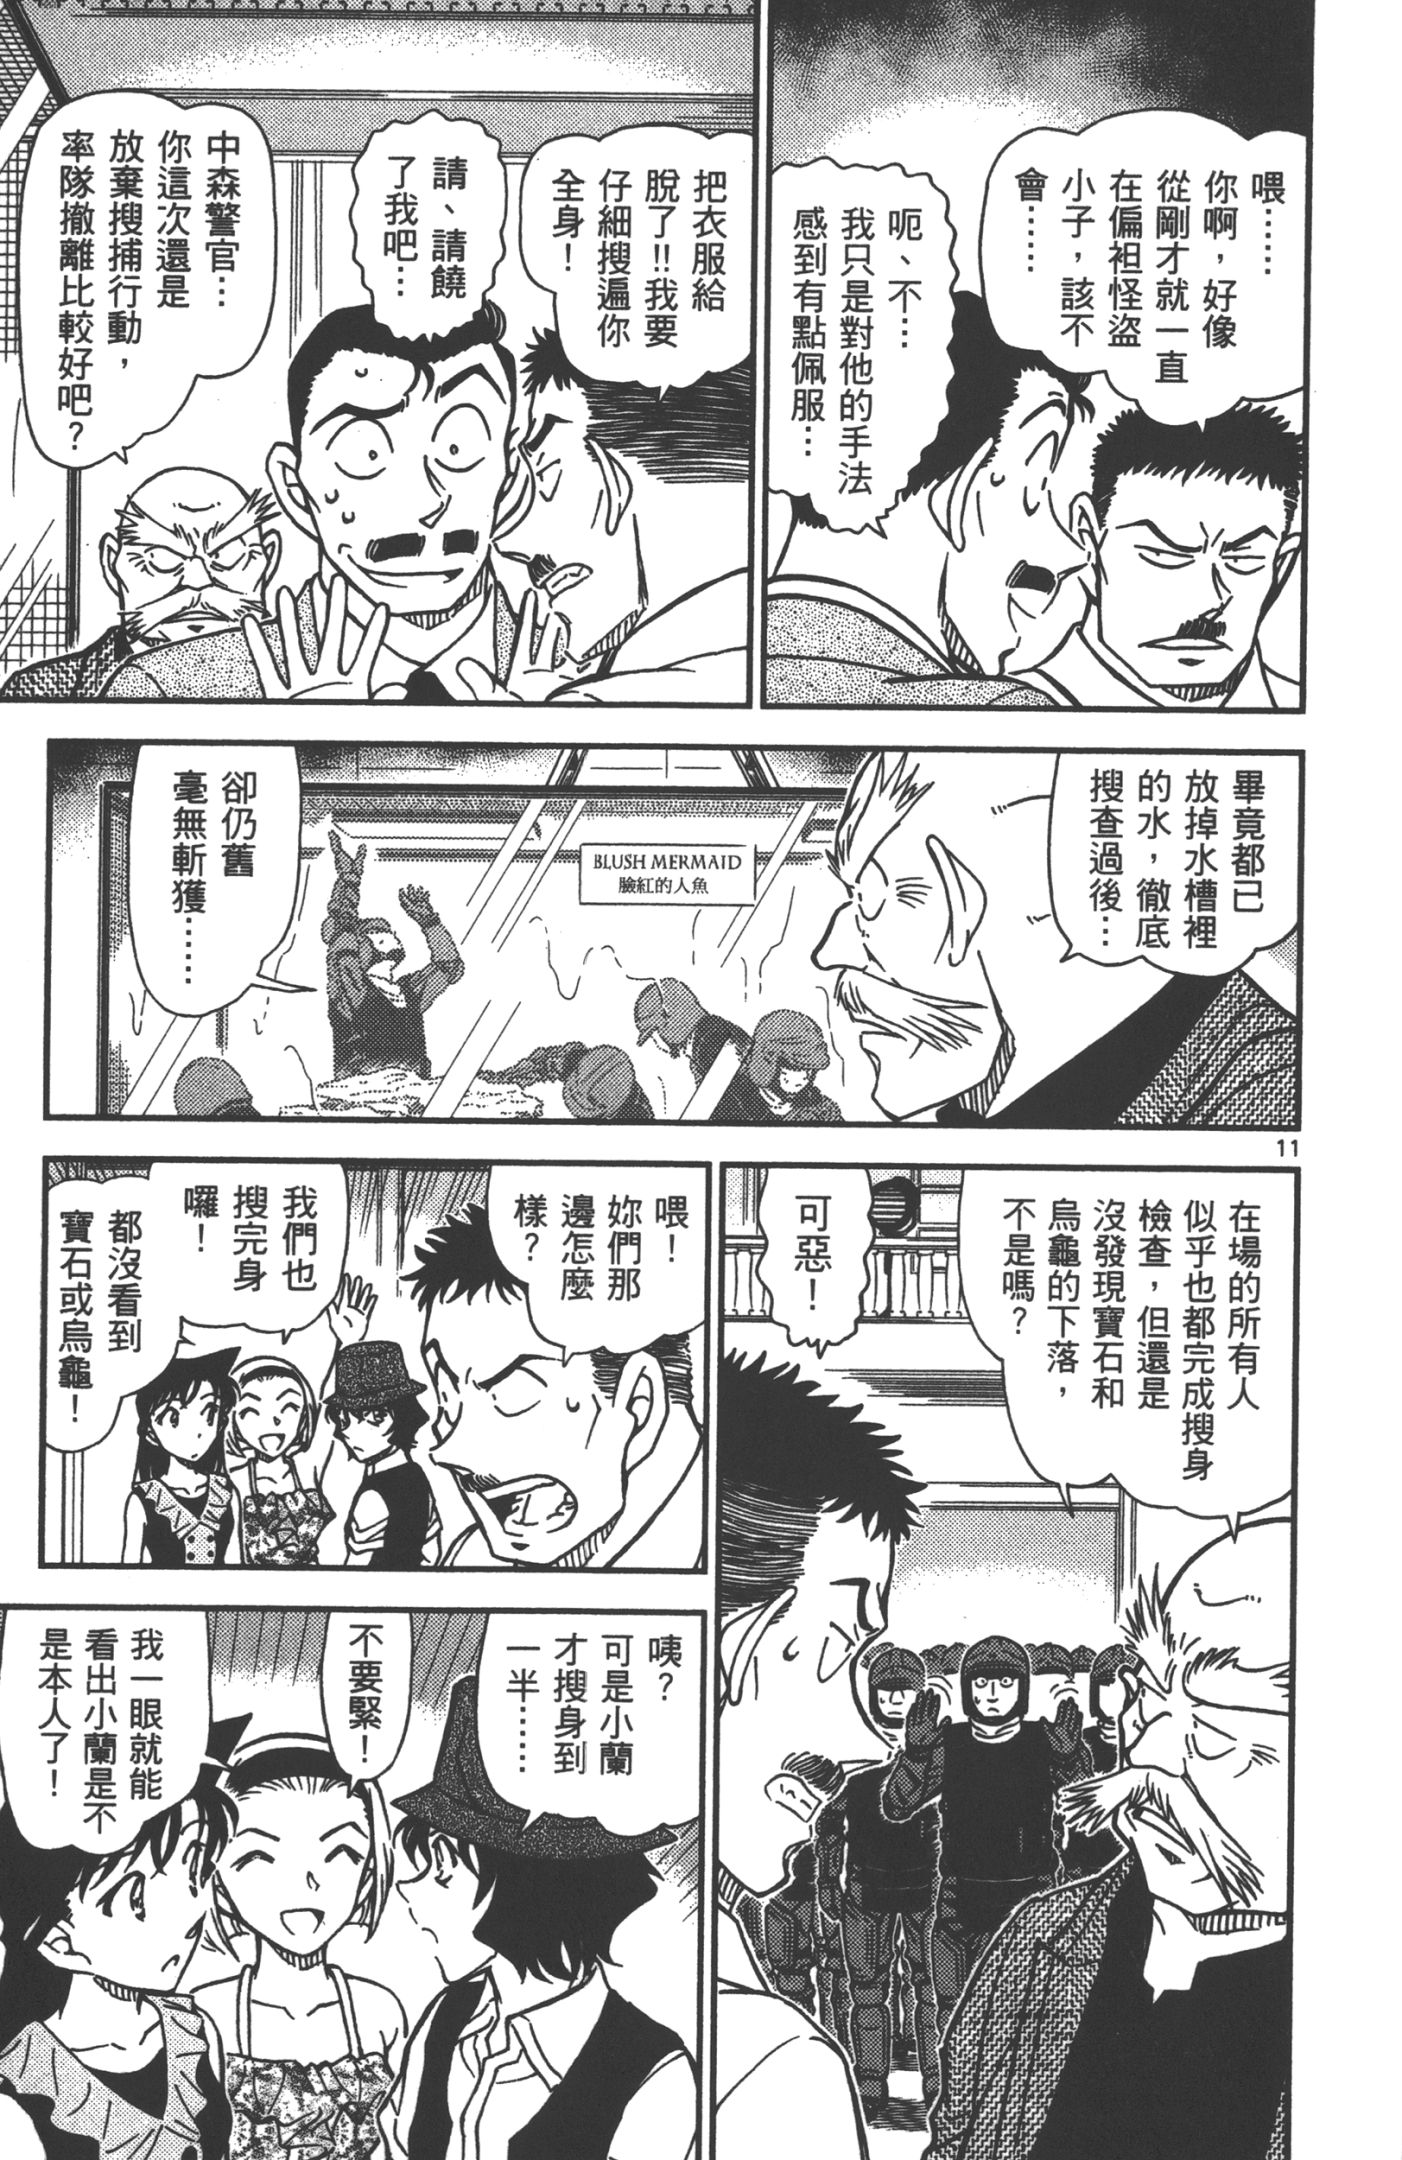 喂……
你啊，好像
從剛才就一直
在偏袒怪盜
小子，該不
會……
呃、不…
我只是對他的手法
感到有點佩服…
把衣服給
脫了!!我要
仔細搜遍你
全身！
請、請饒
了我吧…
中森警官…
你這次還是
放棄搜捕行動，
率隊撤離比較好吧？
畢竟都已
放掉水槽裡
的水，徹底
搜查過後…
BLUSH MERMAID
臉紅的人魚
卻仍舊
毫無斬獲……
11
在場的所有人
似乎也都完成搜身
檢查，但還是
沒發現寶石和
烏龜的下落，
不是嗎？
可惡！
喂！
妳們那
邊怎麼
樣？
我們也
搜完身
囉！
都沒看到
寶石或烏龜！
咦？
可是小蘭
才搜身到
一半……
不要緊！
我一眼就能
看出小蘭是不
是本人了！